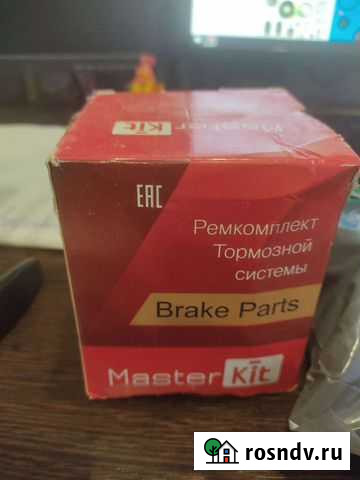 Master Kit
EAC
Ремкомплект
Тормозной
системы
Brake Parts
Master Kit
rosndv.ru